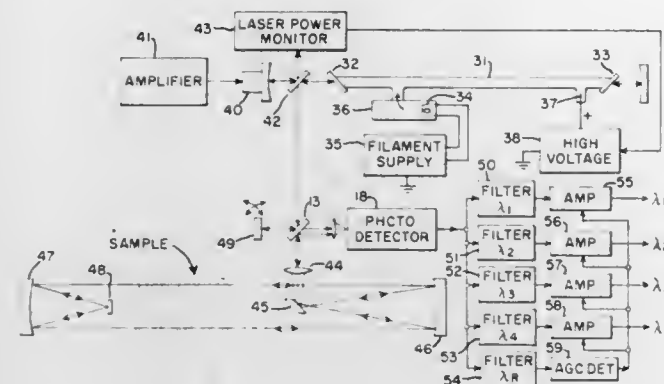 41
AMPLIFIER
43
LASER POWER
MONITOR
40
42
32
31
33
36
34
37
35
FILAMENT
SUPPLY
38
HIGH
VOLTAGE
+
49
13
18
PHOTO
DETECTOR
44
SAMPLE
47
48
45
46
50
FILTER
λ1
55
AMP
λ1
51
FILTER
λ2
56
AMP
λ
52
FILTER
λ3
57
AMP
λ
53
FILTER
λ4
58
AMP
λ
54
FILTER
λR
59
AGC DET